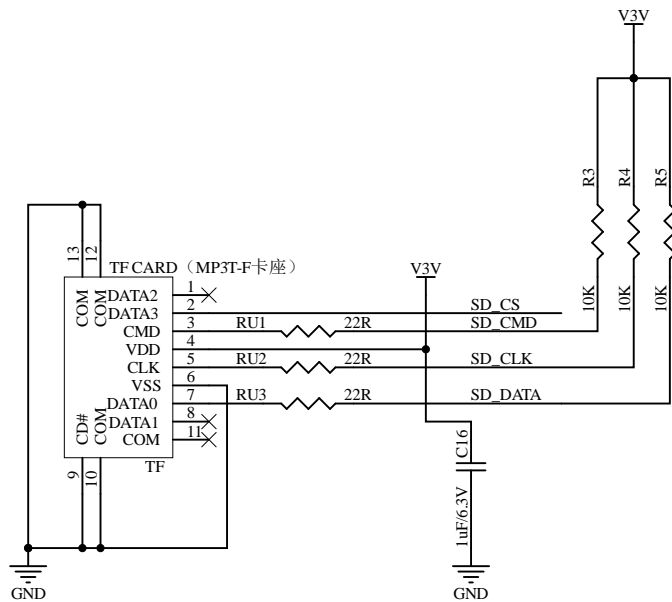 V3V
R3
R4
R5
10K
10K
10K
13
12
TF CARD（MP3T-F卡座）
V3V
COM
COM
DATA2
1
DATA3
2
SD_CS
CMD
3
RU1
22R
SD_CMD
VDD
4
CLK
5
RU2
22R
SD_CLK
VSS
6
DATA0
7
RU3
22R
SD_DATA
DATA1
8
COM
11
CD#
COM
TF
9
10
C16
1uF/6.3V
GND
GND